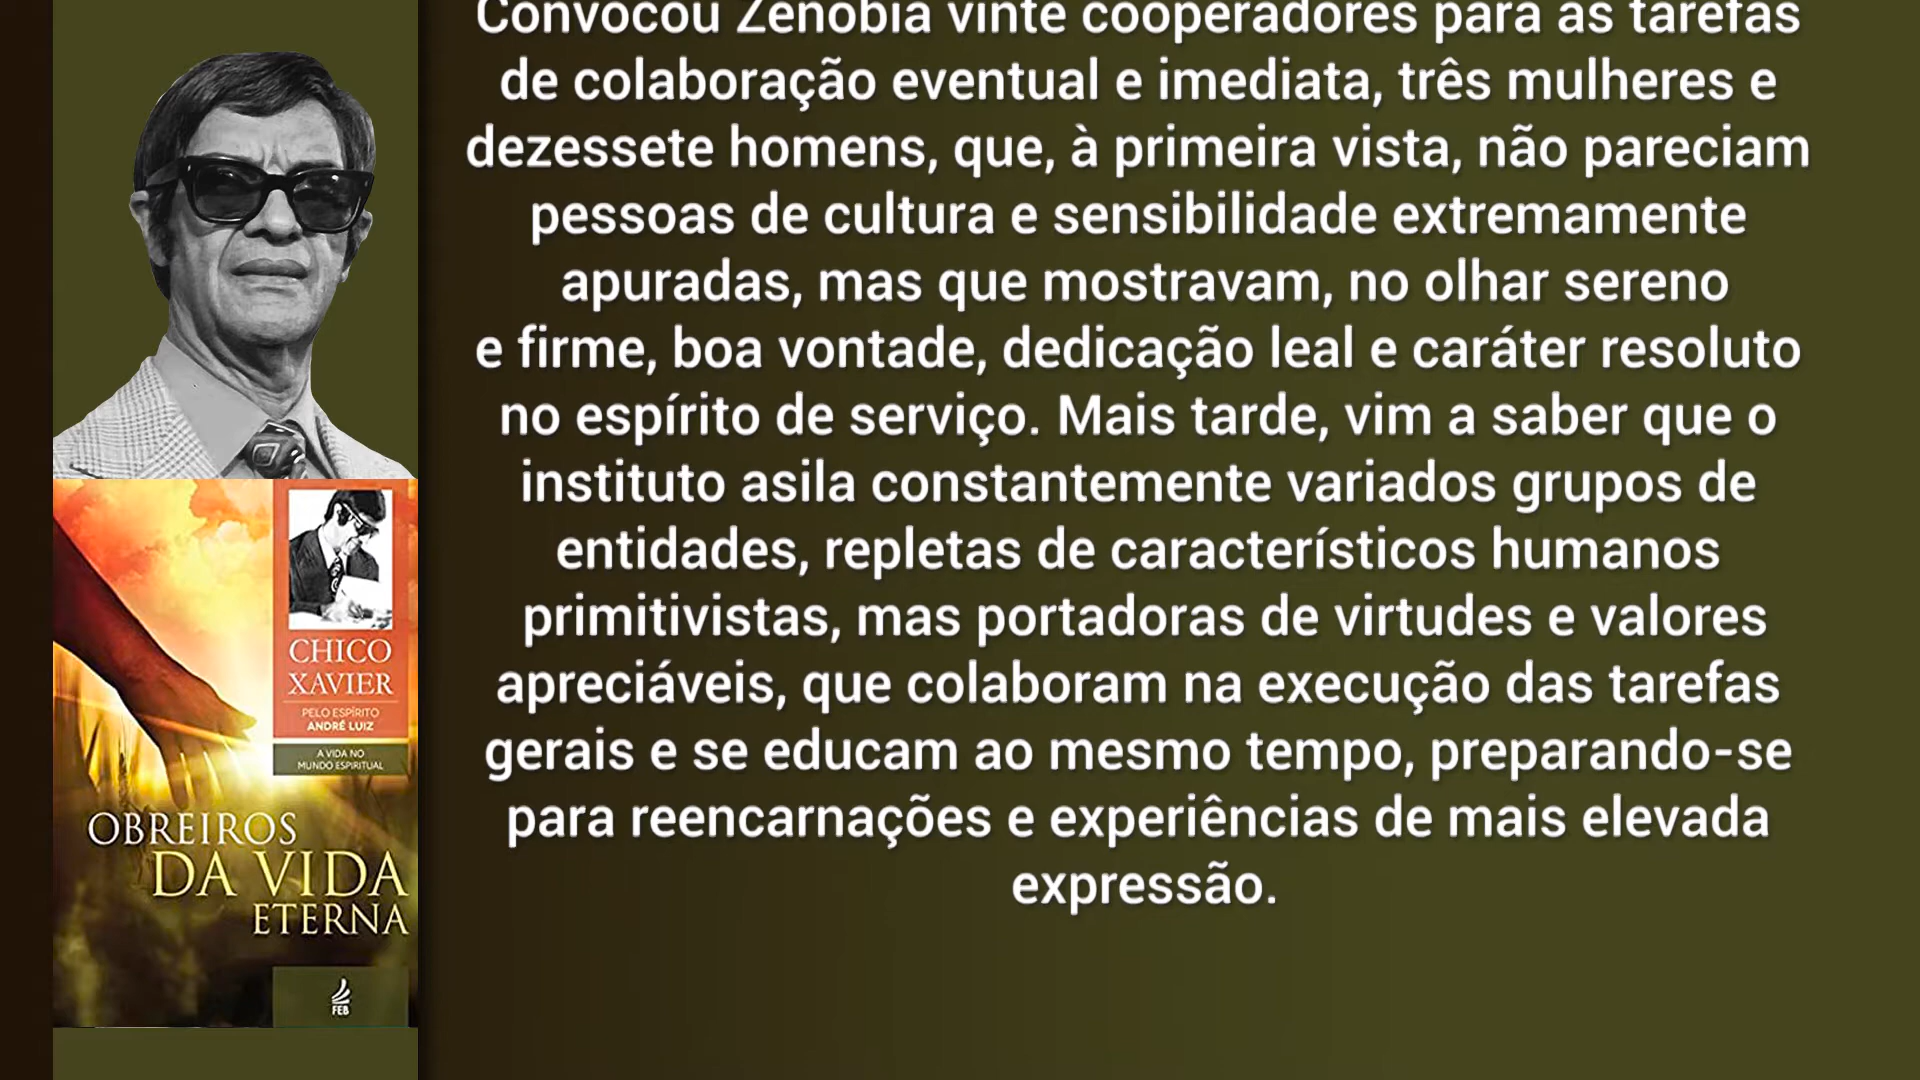 Convocou Zenobia vinte cooperadores para as tarefas
de colaboração eventual e imediata, três mulheres e
dezessete homens, que, à primeira vista, não pareciam
pessoas de cultura e sensibilidade extremamente
apuradas, mas que mostravam, no olhar sereno
e firme, boa vontade, dedicação leal e caráter resoluto
no espírito de serviço. Mais tarde, vim a saber que o
instituto asila constantemente variados grupos de
entidades, repletas de característicos humanos
primitivistas, mas portadoras de virtudes e valores
apreciáveis, que colaboram na execução das tarefas
gerais e se educam ao mesmo tempo, preparando-se
para reencarnações e experiências de mais elevada
expressão.
CHICO
XAVIER
PELO ESPÍRITO
ANDRÉ LUIZ
A VIDA NO
MUNDO ESPIRITUAL
OBREIROS
DA VIDA
ETERNA
FEB